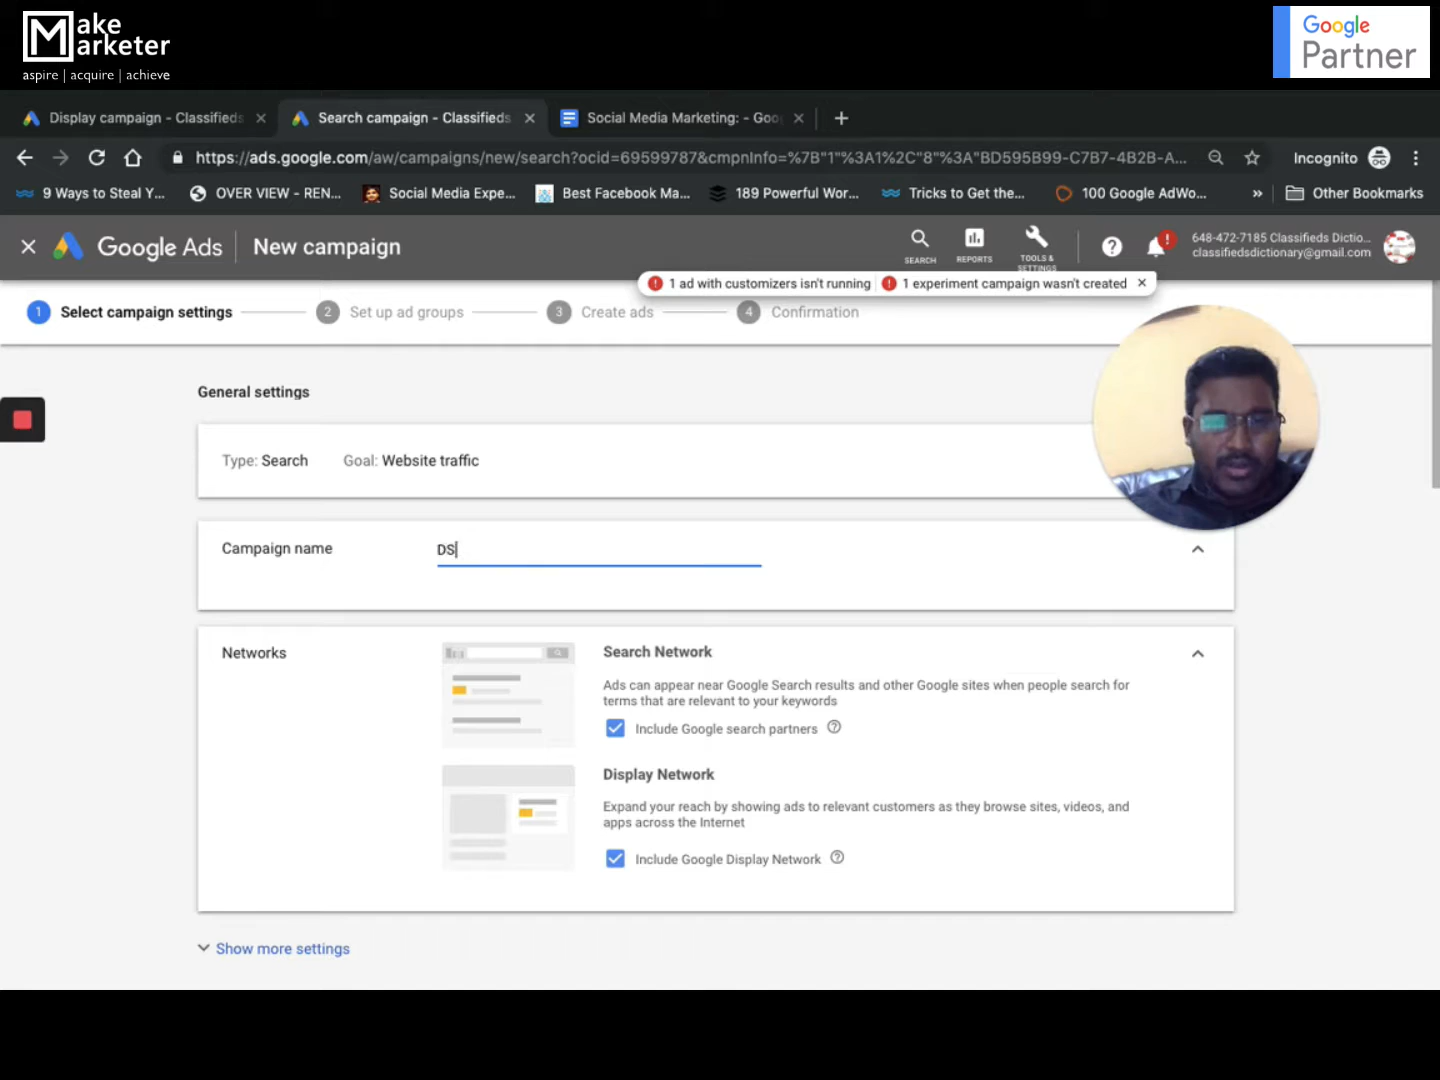 Make
Marketer
aspire | acquire | achieve
Google
Partner
Display campaign - Classifieds
Search campaign - Classifieds
Social Media Marketing: - Goo
https://ads.google.com/aw/campaigns/new/search?ocid=69599787&cmpnInfo=%7B"1"%3A1%2C"8"%3A"BD595B99-C7B7-4B2B-A...
Incognito
9 Ways to Steal Y...
OVER VIEW - REN...
Social Media Expe...
Best Facebook Ma...
189 Powerful Wor...
Tricks to Get the...
100 Google AdWo...
»
Other Bookmarks
Google Ads
New campaign
SEARCH
REPORTS
TOOLS &
SETTINGS
648-472-7185 Classifieds Dictio...
classifiedsdictionary@gmail.com
1 ad with customizers isn't running
1 experiment campaign wasn't created
1 Select campaign settings
2 Set up ad groups
3 Create ads
4 Confirmation
General settings
Type: Search
Goal: Website traffic
Campaign name
DS
Networks
Search Network
Ads can appear near Google Search results and other Google sites when people search for
terms that are relevant to your keywords
Include Google search partners
Display Network
Expand your reach by showing ads to relevant customers as they browse sites, videos, and
apps across the Internet
Include Google Display Network
Show more settings